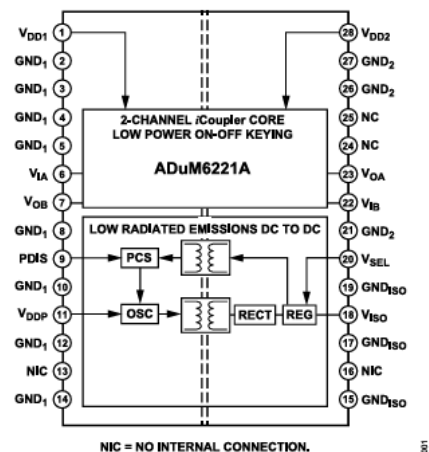 VDD1 1 28 VDD2
GND1 2 27 GND2
GND1 3 26 GND2
GND1 4 2-CHANNEL iCoupler CORE 25 NC
LOW POWER ON-OFF KEYING
GND1 5 24 NC
ADuM6221A
VIA 6 23 VOA
VOB 7 22 VIB
GND1 8 LOW RADIATED EMISSIONS DC TO DC 21 GND2
PDIS 9 PCS 20 VSEL
GND1 10 19 GNDISO
VDDP 11 OSC RECT REG 18 VISO
GND1 12 17 GNDISO
NIC 13 16 NIC
GND1 14 15 GNDISO
NIC = NO INTERNAL CONNECTION.
001